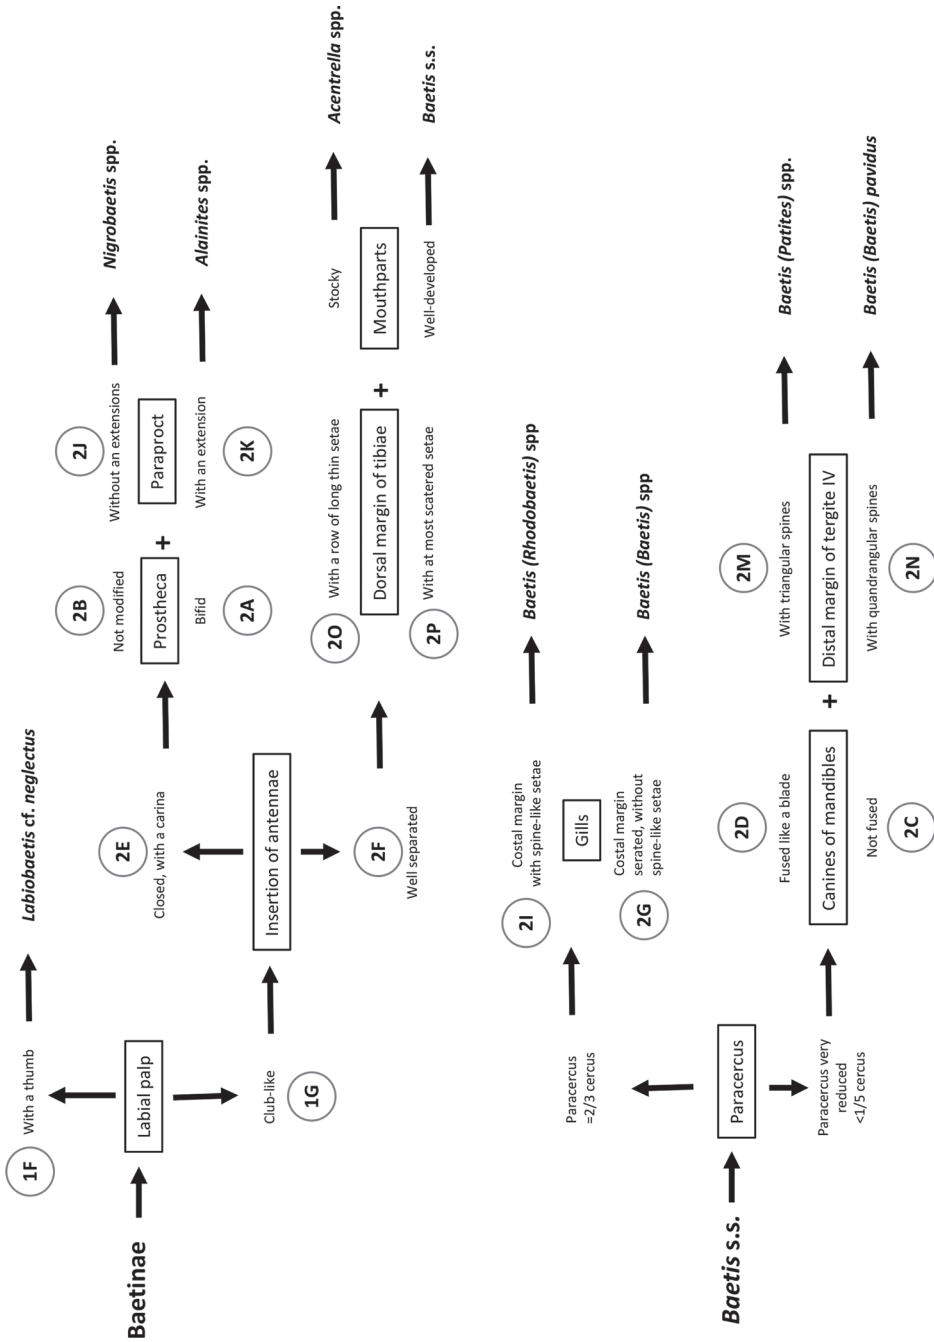 Baetinae
Labial palp
1F
With a thumb
Labiobaetis cf. neglectus
Club-like
1G
Insertion of antennae
2E
Closed, with a carina
2F
Well separated
2B
Not modified
Prostheca
Bifid
2A
+
2J
Without an extensions
Paraproct
With an extension
2K
Nigrobaetis spp.
Alainites spp.
2O
With a row of long thin setae
Dorsal margin of tibiae
With at most scatered setae
2P
+
Stocky
Mouthparts
Well-developed
Acentrella spp.
Baetis s.s.
Baetis s.s.
Paracercus
Paracercus
=2/3 cercus
Paracercus very
reduced
<1/5 cercus
2I
Costal margin
with spine-like setae
Gills
Costal margin
serated, without
spine-like setae
2G
Baetis (Rhodobaetis) spp
Baetis (Baetis) spp
2D
Fused like a blade
Canines of mandibles
Not fused
2C
+
2M
With triangular spines
Distal margin of tergite IV
With quandrangular spines
2N
Baetis (Patites) spp.
Baetis (Baetis) pavidus